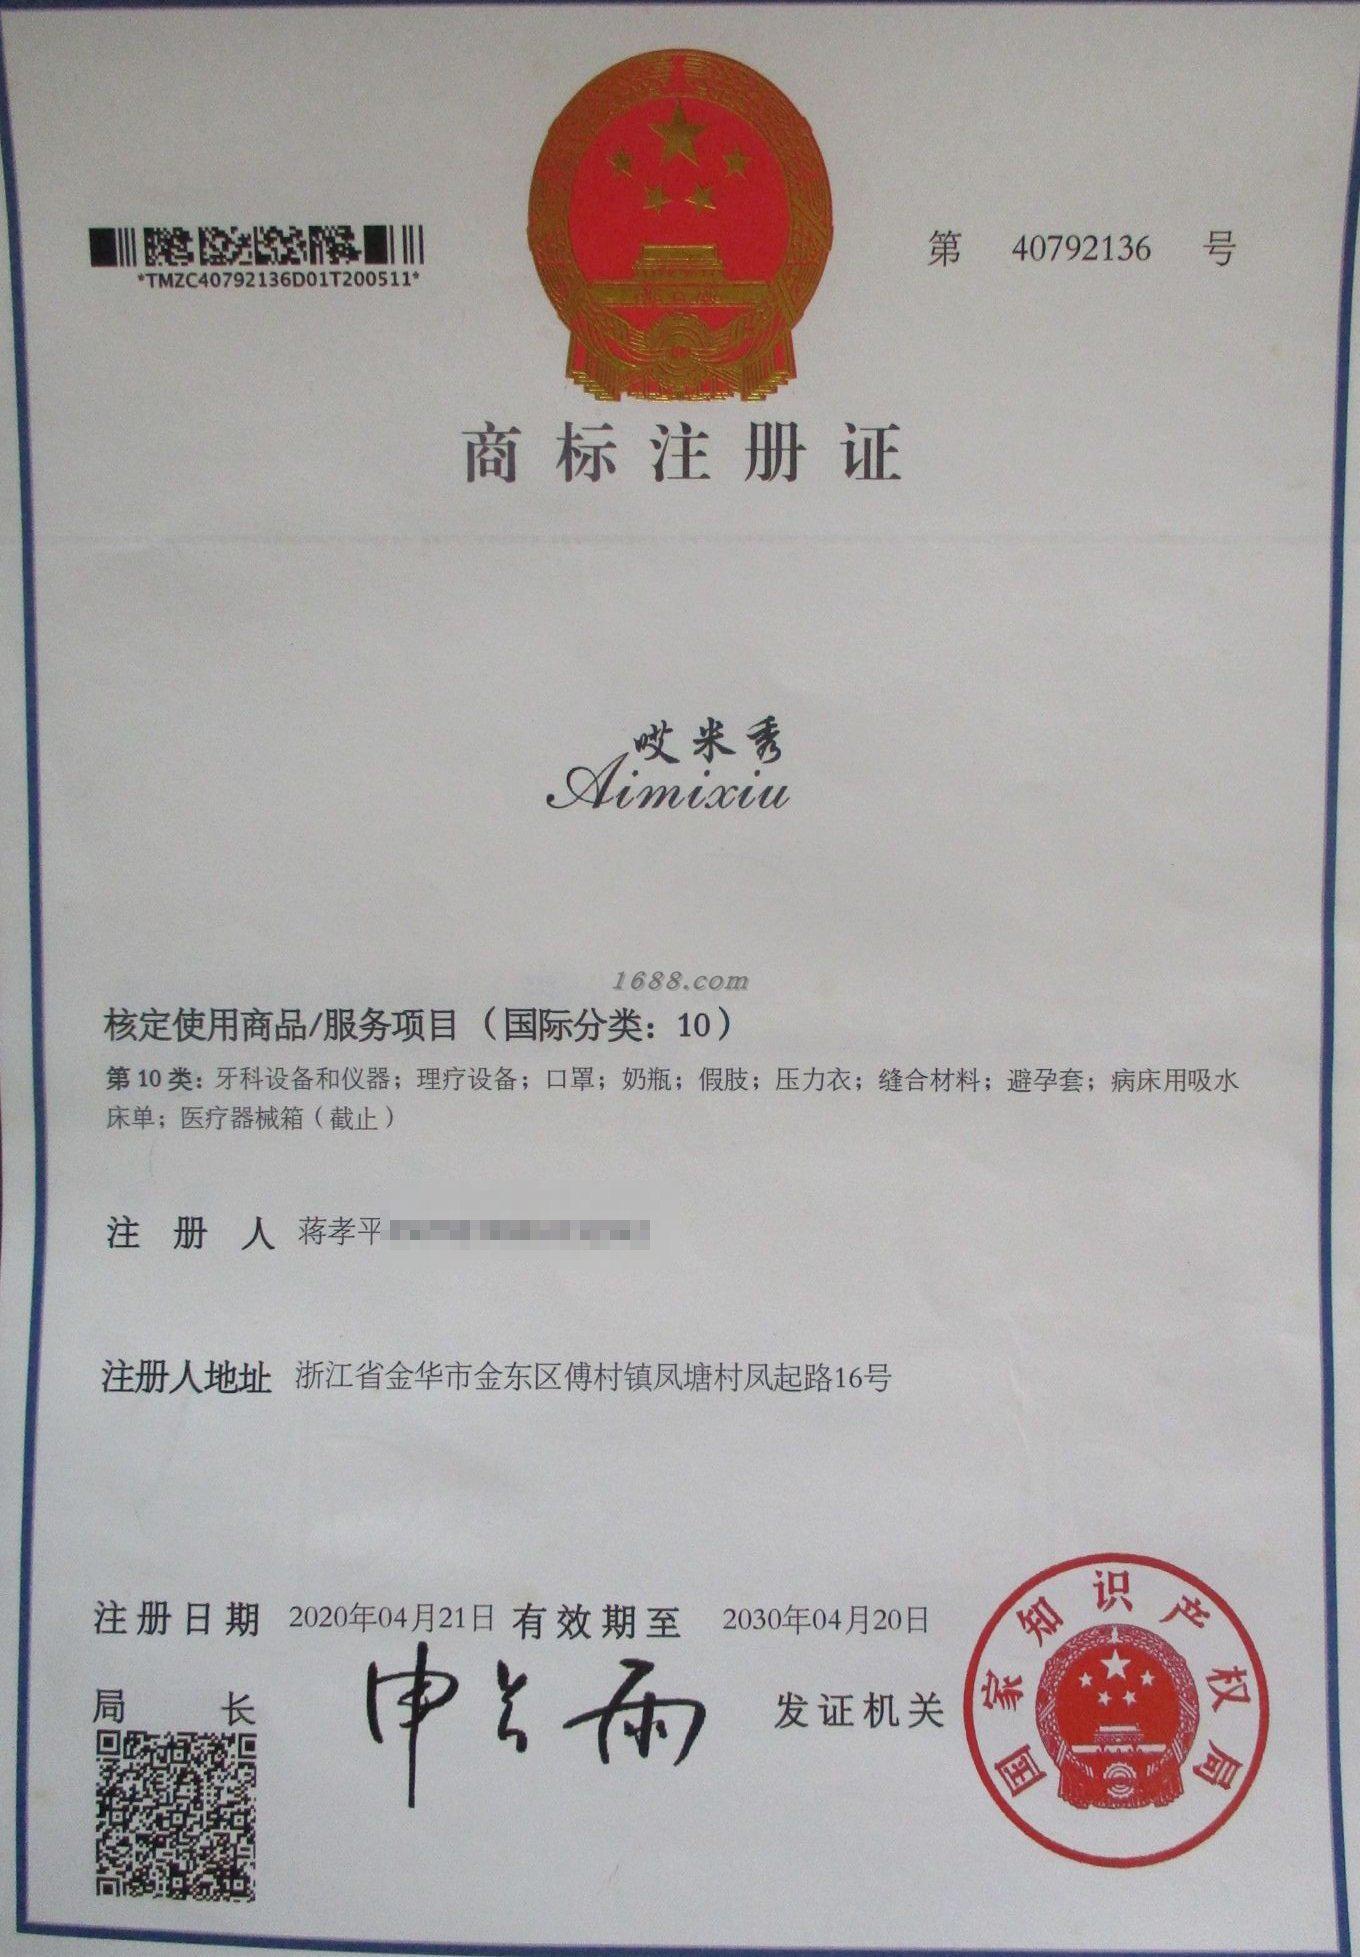 *TMZC40792136D01T200511*
第 40792136 号
商标注册证
哎米秀
Aimixiu
1688.com
核定使用商品/服务项目（国际分类：10）
第 10 类：牙科设备和仪器；理疗设备；口罩；奶瓶；假肢；压力衣；缝合材料；避孕套；病床用吸水
床单；医疗器械箱（截止）
注册人 蒋孝平
注册人地址 浙江省金华市金东区傅村镇凤塘村凤起路16号
注册日期 2020年04月21日 有效期至 2030年04月20日
局长 申长雨 发证机关
国家知识产权局